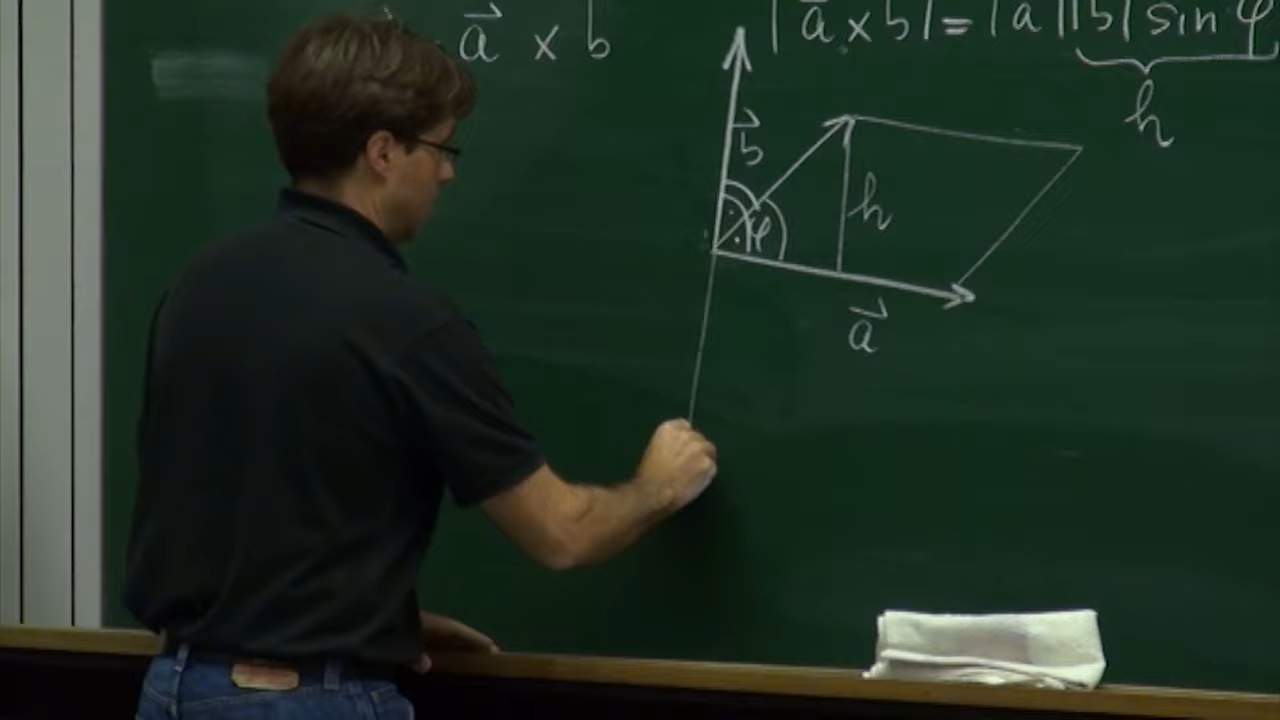 a⃗ × b
|a⃗ × b| = |a||b| sin φ
h
b⃗
h
φ
a⃗